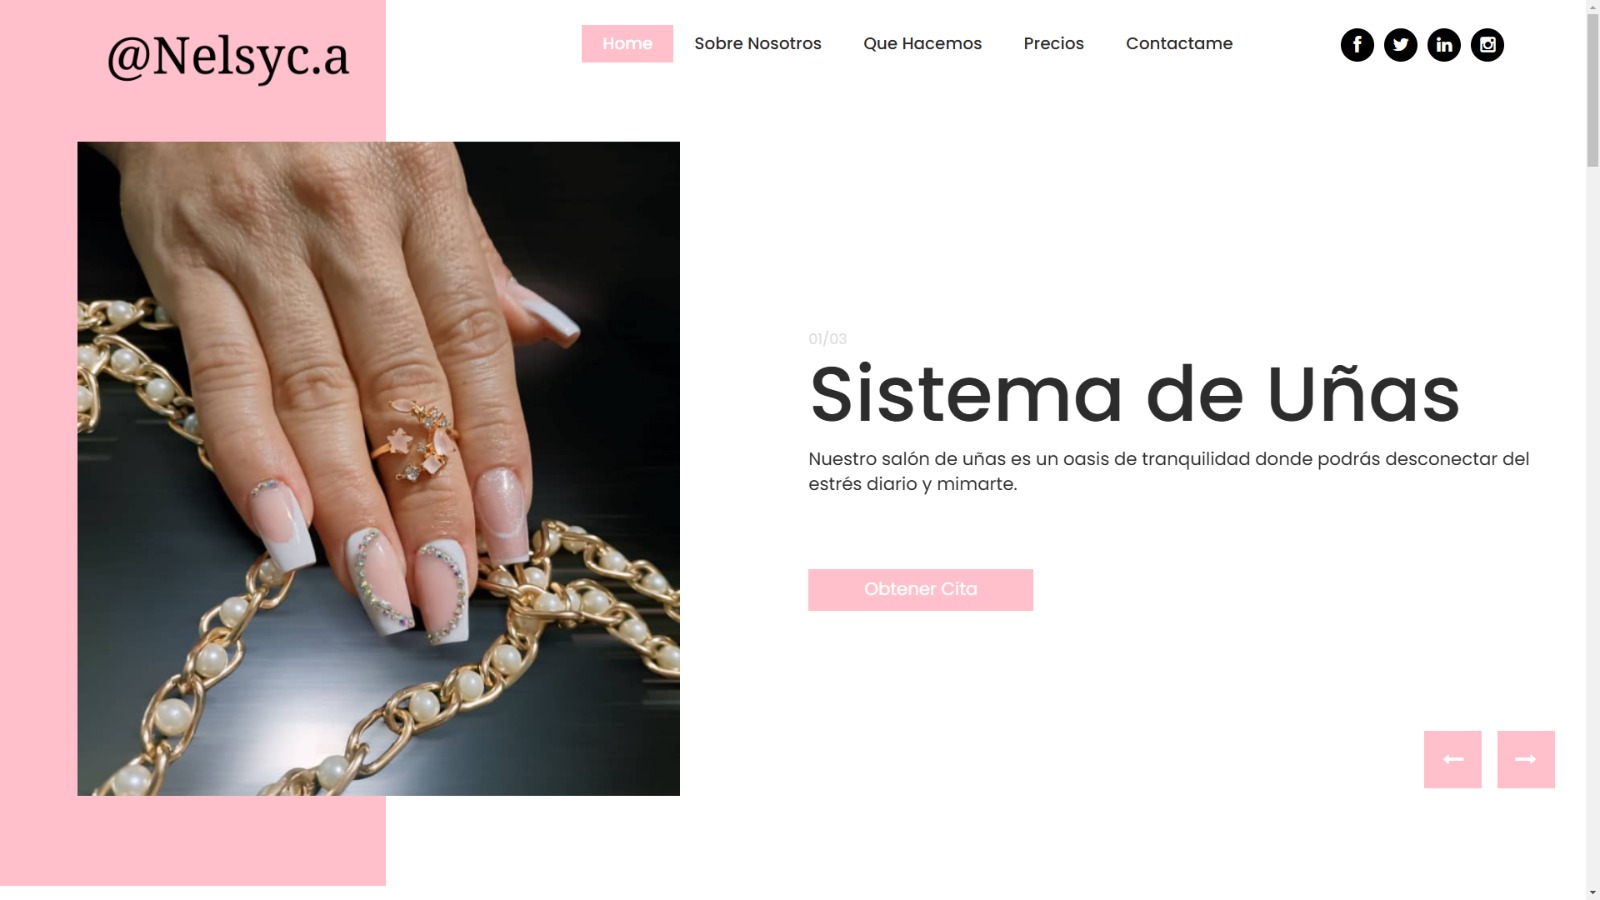 @Nelsyc.a
Home Sobre Nosotros Que Hacemos Precios Contactame
01/03
Sistema de Uñas
Nuestro salón de uñas es un oasis de tranquilidad donde podrás desconectar del
estrés diario y mimarte.
Obtener Cita